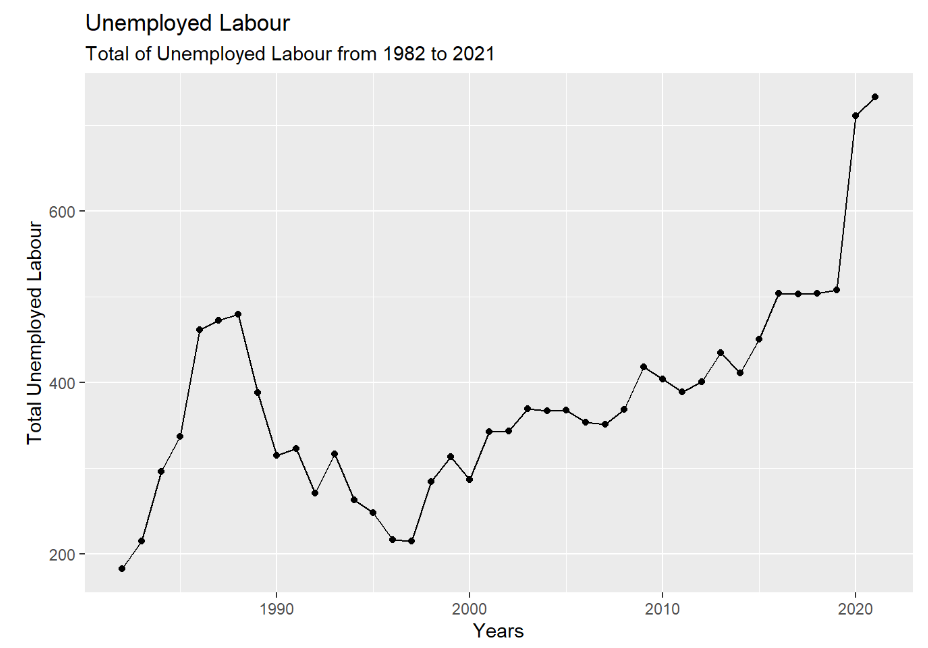 Unemployed Labour
Total of Unemployed Labour from 1982 to 2021
Total Unemployed Labour
600
400
200
1990 2000 2010 2020
Years